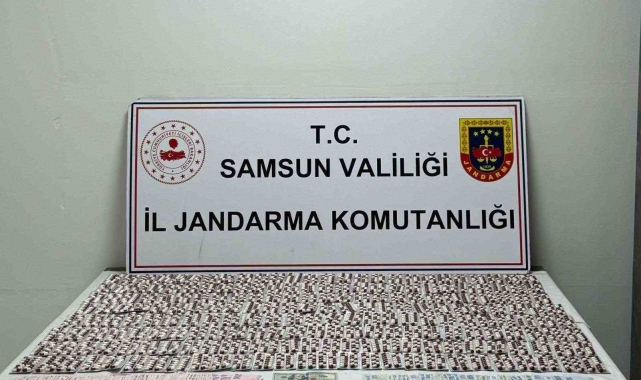 T.C.
SAMSUN VALİLİĞİ
İL JANDARMA KOMUTANLIĞI
JANDARMA